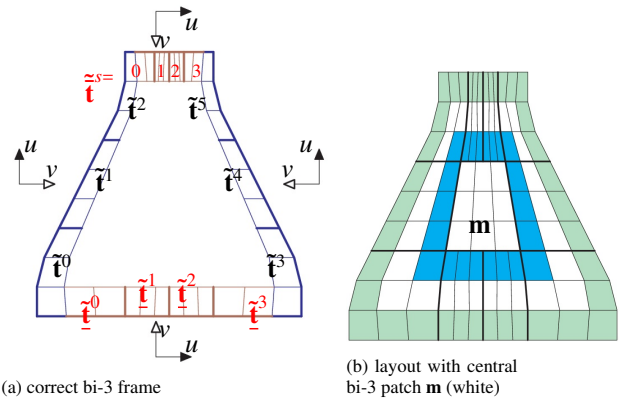 u
v
0 1 2 3
t̃̄ˢ⁼
t̃² t̃⁵
u u
v v
t̃¹ t̃⁴
m
t̃⁰ t̃³
t̲̃⁰ t̲̃¹ t̲̃² t̲̃³
v
u
(a) correct bi-3 frame
(b) layout with central
bi-3 patch m (white)